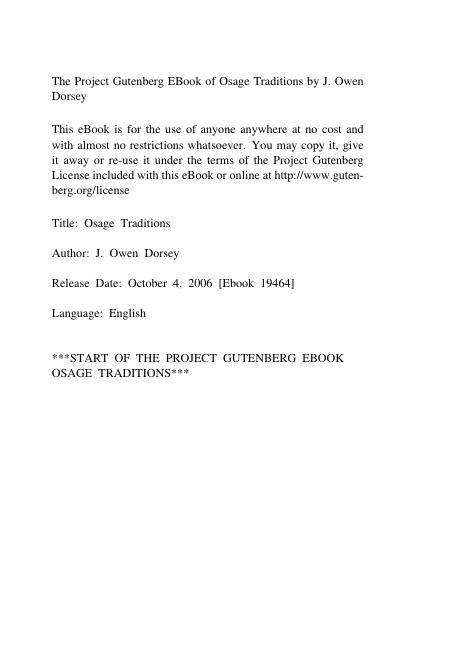 The Project Gutenberg EBook of Osage Traditions by J. Owen
Dorsey
This eBook is for the use of anyone anywhere at no cost and
with almost no restrictions whatsoever. You may copy it, give
it away or re-use it under the terms of the Project Gutenberg
License included with this eBook or online at http://www.guten-
berg.org/license
Title: Osage Traditions
Author: J. Owen Dorsey
Release Date: October 4, 2006 [Ebook 19464]
Language: English
***START OF THE PROJECT GUTENBERG EBOOK
OSAGE TRADITIONS***